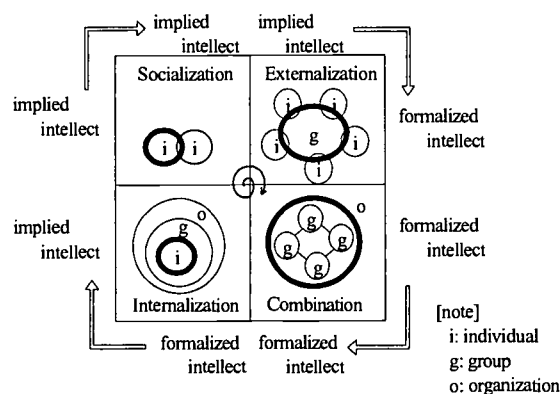 implied
intellect
implied
intellect
Socialization
Externalization
implied
intellect
formalized
intellect
i i
i i i g i i
implied
intellect
formalized
intellect
o g i
o g g g g
Internalization
Combination
formalized
intellect
formalized
intellect
[note]
i: individual
g: group
o: organization